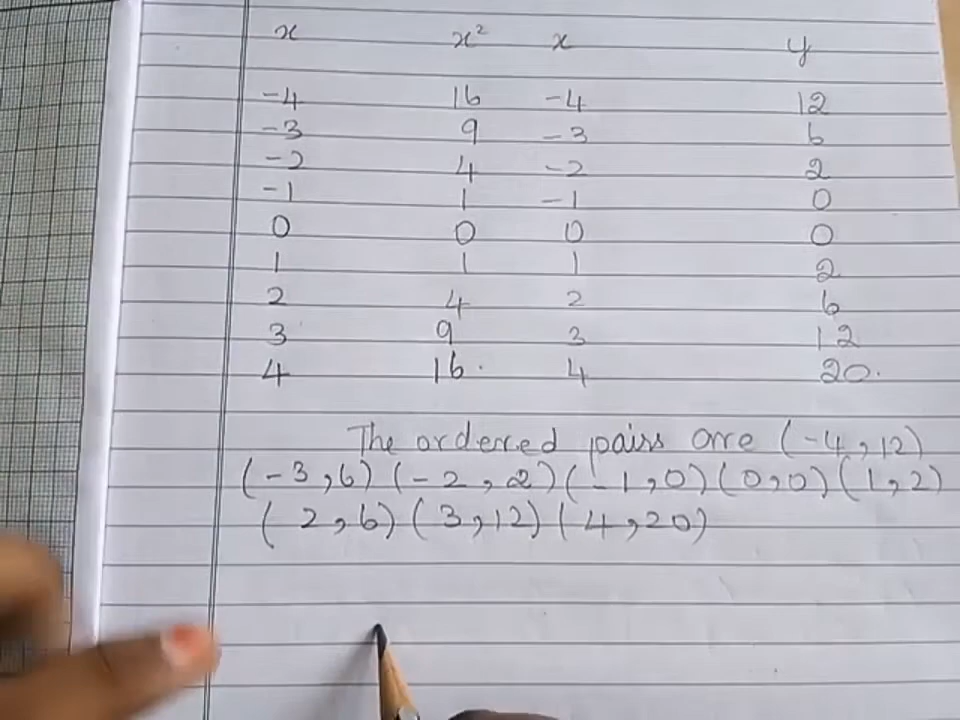 x x² x y
-4 16 -4 12
-3 9 -3 6
-2 4 -2 2
-1 1 -1 0
0 0 0 0
1 1 1 2
2 4 2 6
3 9 3 12
4 16. 4 20.
The ordered pairs are (-4,12)
(-3,6) (-2,2) (-1,0) (0,0) (1,2)
(2,6) (3,12) (4,20)